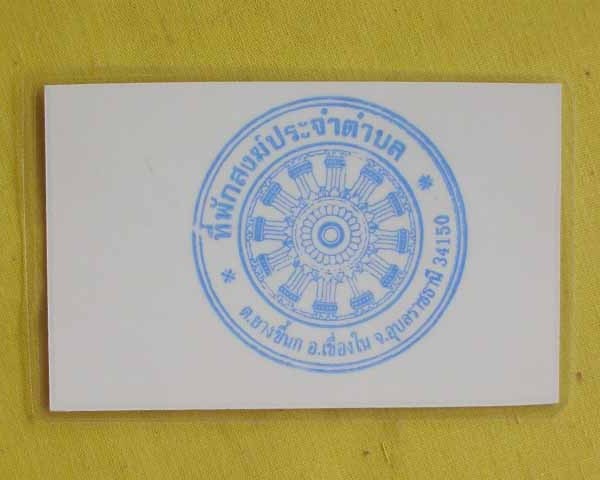 ที่พักสงฆ์ประจำตำบล
ต.ยางขี้นก อ.เขื่องใน จ.อุบลราชธานี 34150